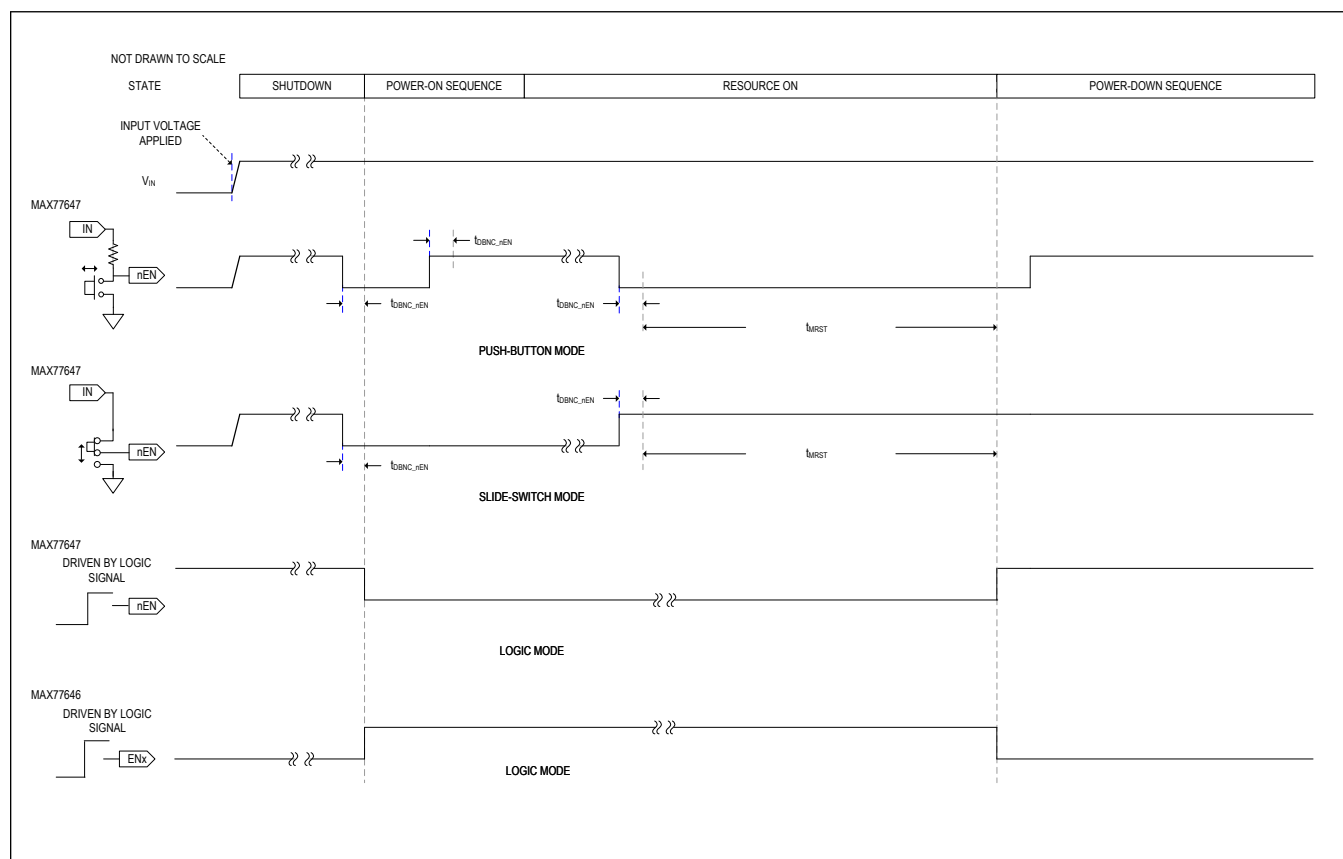 NOT DRAWN TO SCALE
STATE
SHUTDOWN
POWER-ON SEQUENCE
RESOURCE ON
POWER-DOWN SEQUENCE
INPUT VOLTAGE
APPLIED
VIN
MAX77647
IN
nEN
tDBNC_nEN
tDBNC_nEN
tDBNC_nEN
tMRST
PUSH-BUTTON MODE
MAX77647
IN
nEN
tDBNC_nEN
tDBNC_nEN
tMRST
SLIDE-SWITCH MODE
MAX77647
DRIVEN BY LOGIC
SIGNAL
nEN
LOGIC MODE
MAX77646
DRIVEN BY LOGIC
SIGNAL
ENx
LOGIC MODE